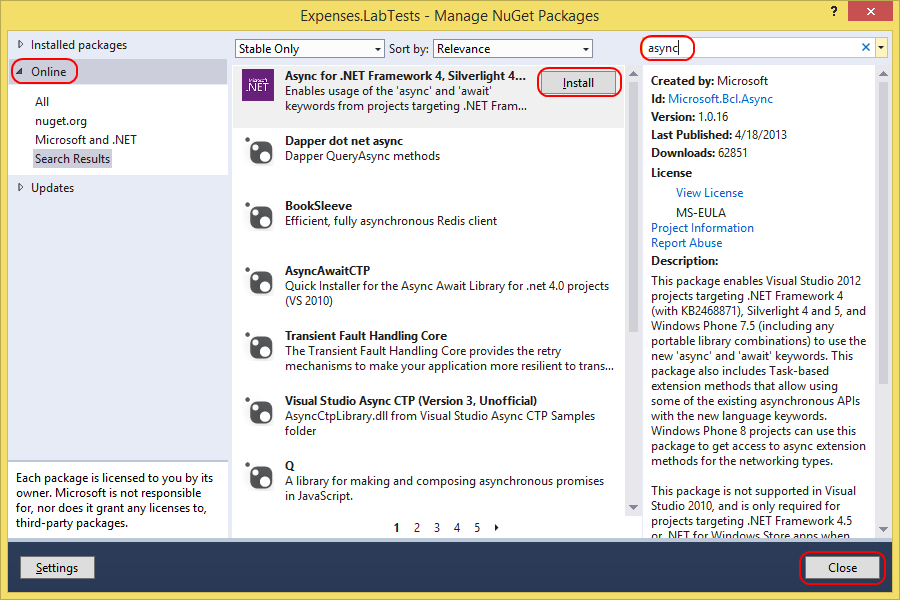 Expenses.LabTests - Manage NuGet Packages
?
Installed packages
Online
All
nuget.org
Microsoft and .NET
Search Results
Updates
Each package is licensed to you by its
owner. Microsoft is not responsible
for, nor does it grant any licenses to,
third-party packages.
Stable Only
Sort by: Relevance
Microsoft
.NET
Async for .NET Framework 4, Silverlight 4...
Enables usage of the 'async' and 'await'
keywords from projects targeting .NET Fram...
Install
Dapper dot net async
Dapper QueryAsync methods
BookSleeve
Efficient, fully asynchronous Redis client
AsyncAwaitCTP
Quick Installer for the Async Await Library for .net 4.0 projects
(VS 2010)
Transient Fault Handling Core
The Transient Fault Handling Core provides the retry
mechanisms to make your application more resilient to trans...
Visual Studio Async CTP (Version 3, Unofficial)
AsyncCtpLibrary.dll from Visual Studio Async CTP Samples
folder
Q
A library for making and composing asynchronous promises
in JavaScript.
1 2 3 4 5
async
Created by: Microsoft
Id: Microsoft.Bcl.Async
Version: 1.0.16
Last Published: 4/18/2013
Downloads: 62851
License
View License
MS-EULA
Project Information
Report Abuse
Description:
This package enables Visual Studio 2012
projects targeting .NET Framework 4
(with KB2468871), Silverlight 4 and 5, and
Windows Phone 7.5 (including any
portable library combinations) to use the
new 'async' and 'await' keywords. This
package also includes Task-based
extension methods that allow using
some of the existing asynchronous APIs
with the new language keywords.
Windows Phone 8 projects can use this
package to get access to async extension
methods for the networking types.
This package is not supported in Visual
Studio 2010, and is only required for
projects targeting .NET Framework 4.5
or .NET for Windows Store apps when
Settings
Close